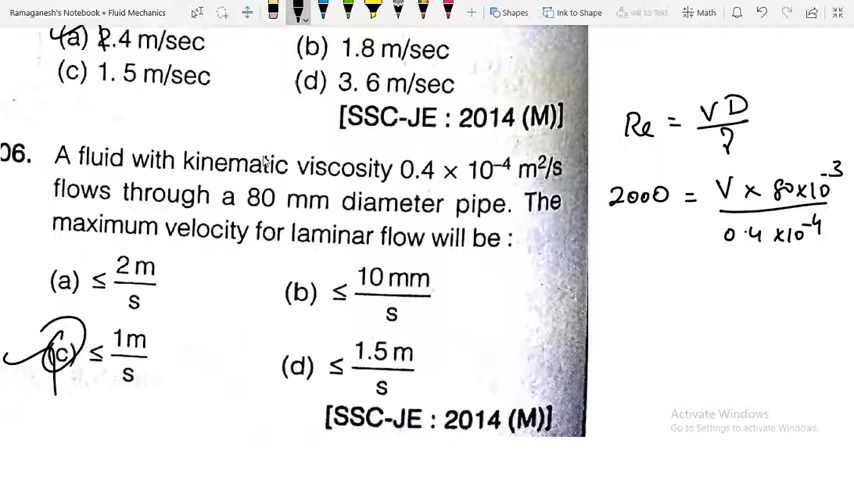 Ramaganesh's Notebook » Fluid Mechanics
Shapes Ink to Shape Ink to Text Math
(a) 2.4 m/sec (b) 1.8 m/sec
(c) 1. 5 m/sec (d) 3. 6 m/sec
[SSC-JE : 2014 (M)]
06. A fluid with kinematic viscosity 0.4 × 10⁻⁴ m²/s
flows through a 80 mm diameter pipe. The
maximum velocity for laminar flow will be :
(a) ≤ 2 m / s (b) ≤ 10 mm / s
(c) ≤ 1 m / s (d) ≤ 1.5 m / s
[SSC-JE : 2014 (M)]
Re = VD / ν
2000 = V × 80×10⁻³ / 0.4 ×10⁻⁴
Activate Windows
Go to Settings to activate Windows.